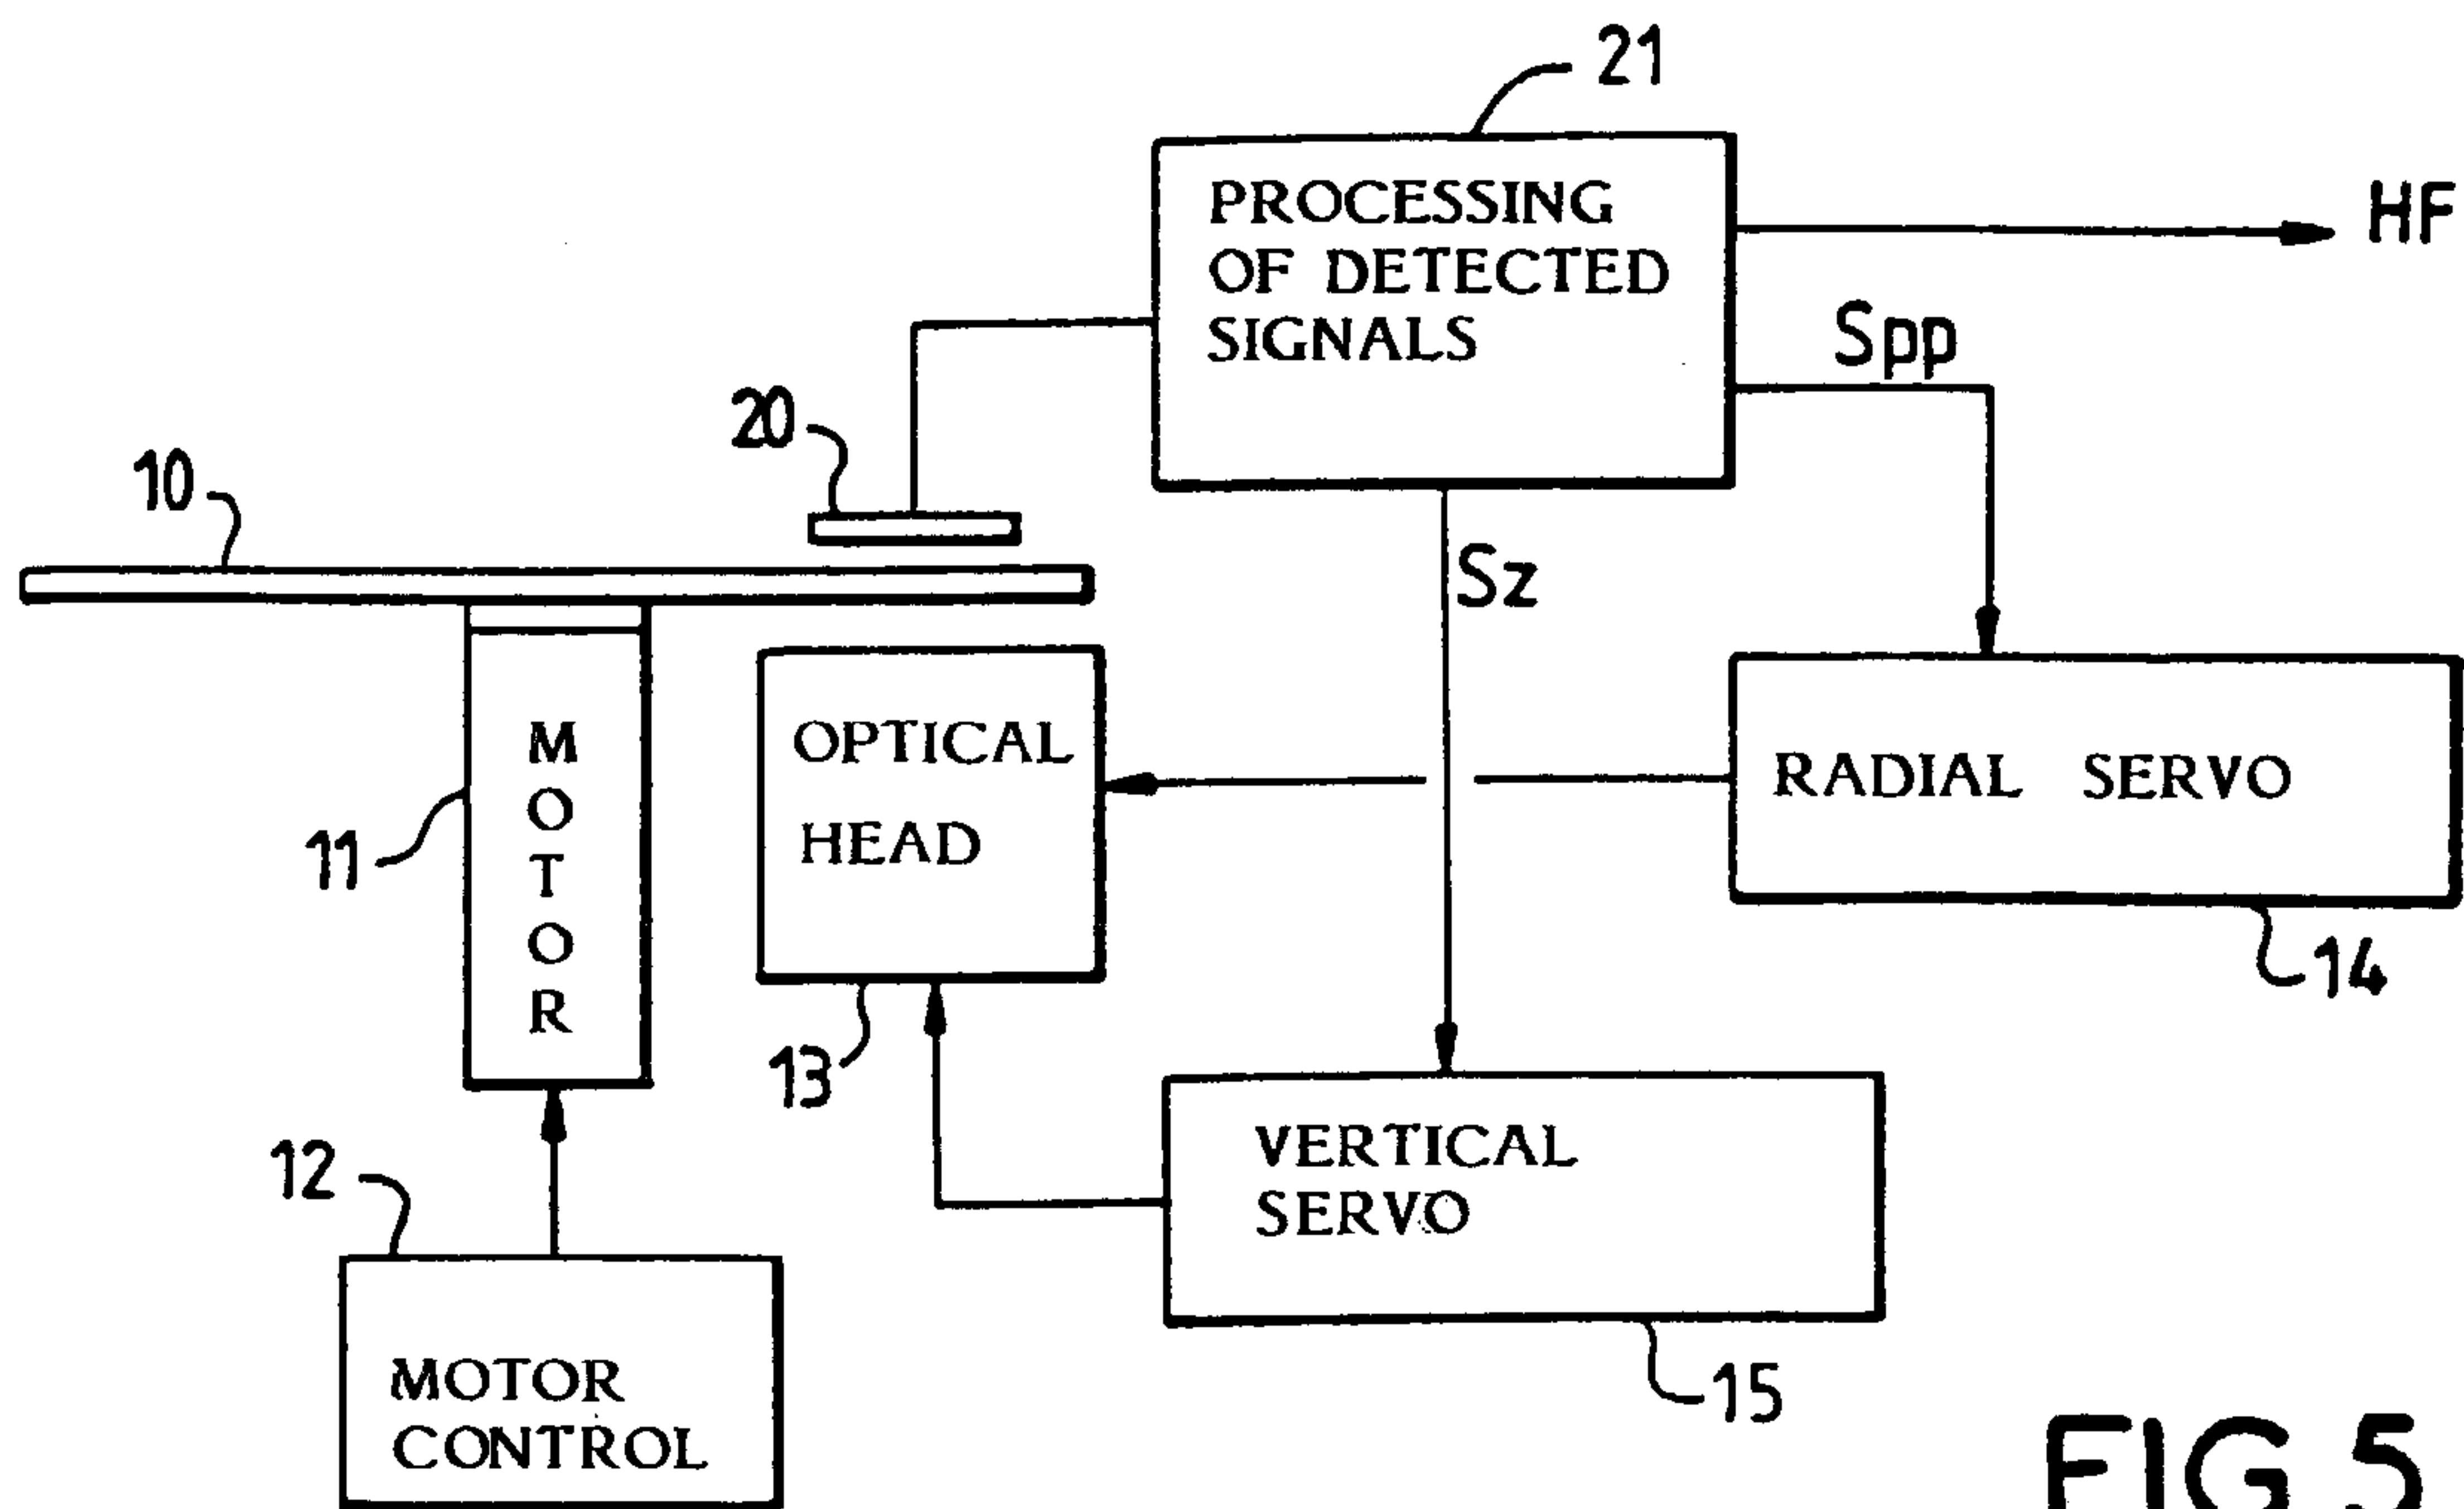 21
PROCESSING
OF DETECTED
SIGNALS
HF
Spp
20
10
Sz
MOTOR
OPTICAL
HEAD
RADIAL SERVO
11
14
13
12
VERTICAL
SERVO
15
MOTOR
CONTROL
FIG.5